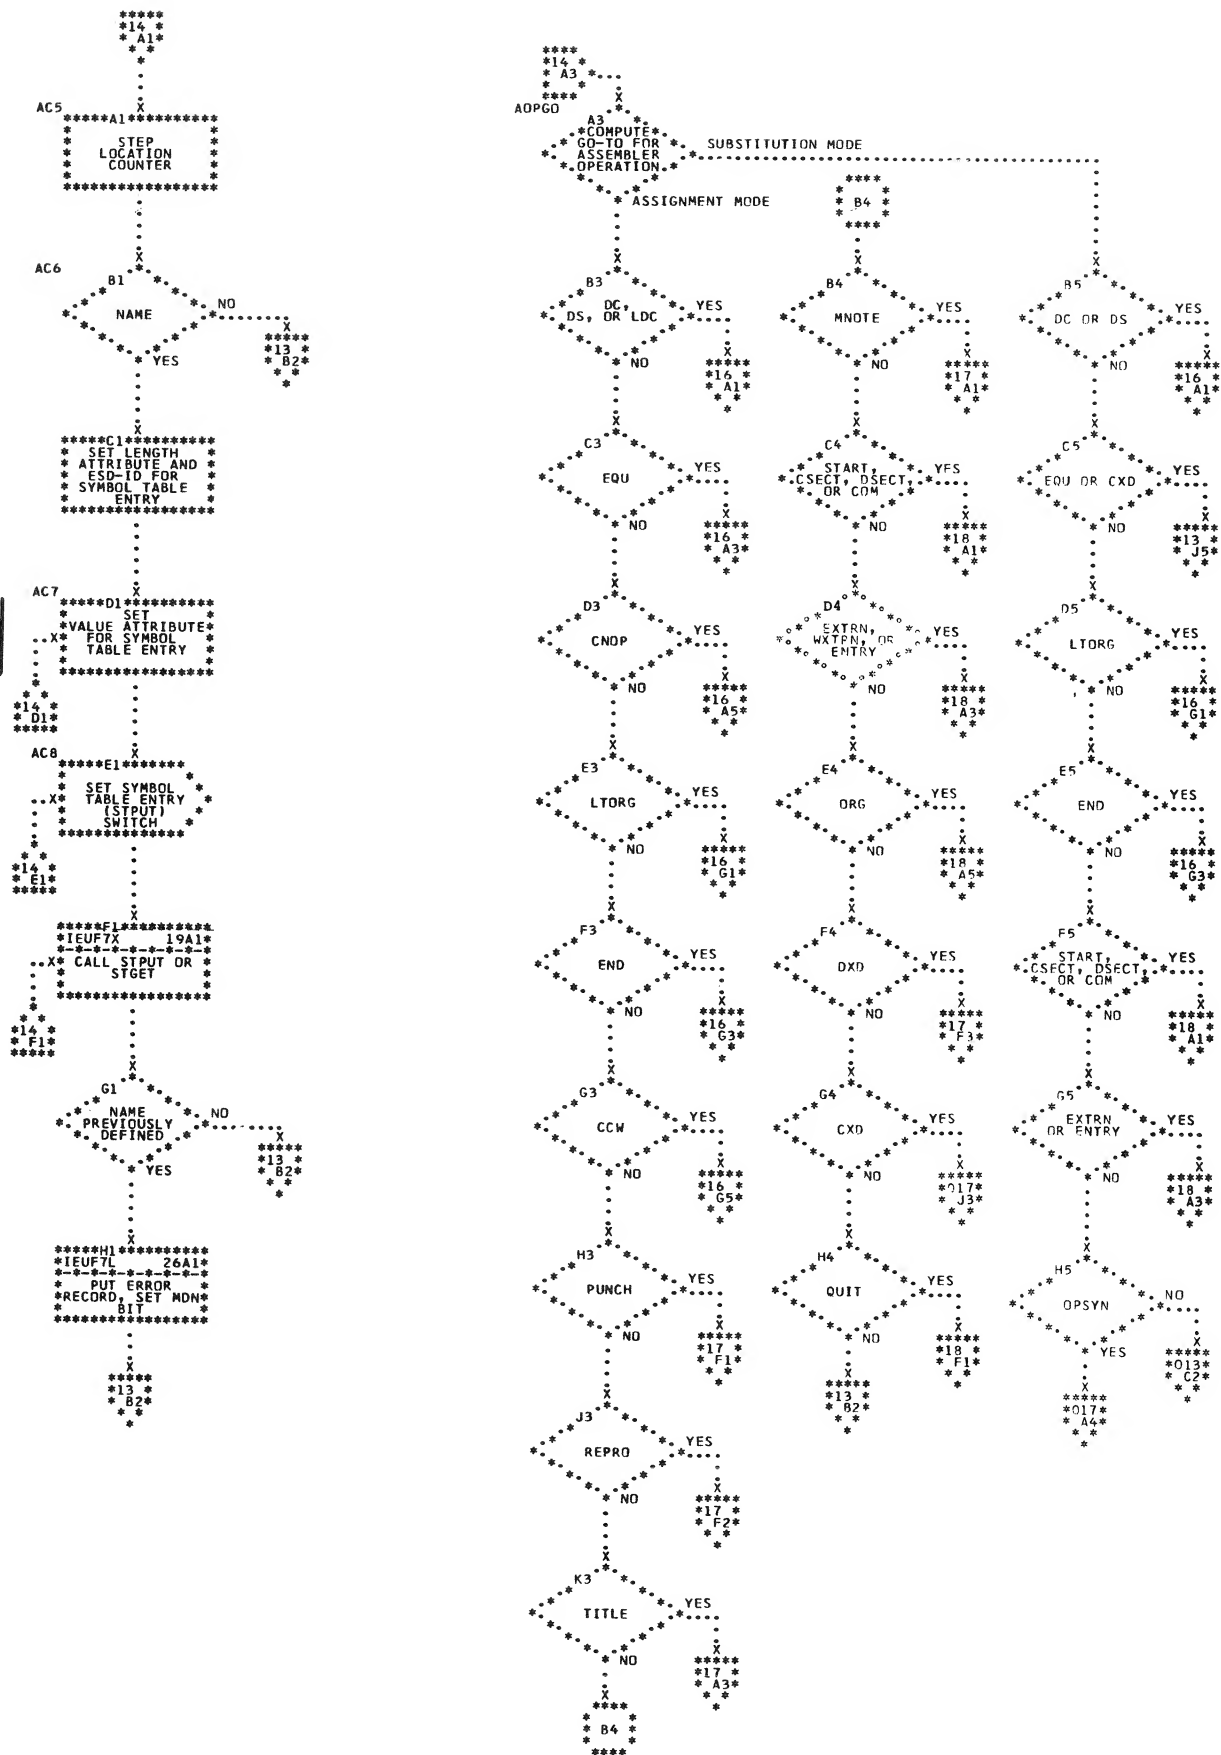 14
A1
AC5
A1
STEP
LOCATION
COUNTER
AC6
B1
NAME
NO
13
B2
YES
C1
SET LENGTH
ATTRIBUTE AND
ESD-ID FOR
SYMBOL TABLE
ENTRY
AC7
D1
SET
VALUE ATTRIBUTE
FOR SYMBOL
TABLE ENTRY
14
D1
AC8
E1
SET SYMBOL
TABLE ENTRY
(STPUT)
SWITCH
14
E1
F1
IEUF7X 19A1
CALL STPUT OR
STGET
14
F1
G1
NAME
PREVIOUSLY
DEFINED
NO
13
B2
YES
H1
IEUF7L 26A1
PUT ERROR
RECORD, SET MDN
BIT
13
B2
14
A3
AOPGO
A3
COMPUTE
GO-TO FOR
ASSEMBLER
OPERATION
SUBSTITUTION MODE
ASSIGNMENT MODE
B3
DC,
DS, OR LDC
YES
16
A1
NO
C3
EQU
YES
16
A3
NO
D3
CNOP
YES
16
A5
NO
E3
LTORG
YES
16
G1
NO
F3
END
YES
16
G3
NO
G3
CCW
YES
16
G5
NO
H3
PUNCH
YES
17
F1
NO
J3
REPRO
YES
17
F2
NO
K3
TITLE
YES
17
A3
NO
B4
B4
B4
MNOTE
YES
17
A1
NO
C4
START,
CSECT, DSECT,
OR COM
YES
18
A1
NO
D4
EXTRN,
WXTRN, OR
ENTRY
YES
18
A3
NO
E4
ORG
YES
18
A5
NO
F4
DXD
YES
17
F3
NO
G4
CXD
YES
017
J3
NO
H4
QUIT
YES
18
F1
NO
13
B2
B5
DC OR DS
YES
16
A1
NO
C5
EQU OR CXD
YES
13
J5
NO
D5
LTORG
YES
16
G1
NO
E5
END
YES
16
G3
NO
F5
START,
CSECT, DSECT,
OR COM
YES
18
A1
NO
G5
EXTRN
OR ENTRY
YES
18
A3
NO
H5
OPSYN
NO
013
C2
YES
017
A4